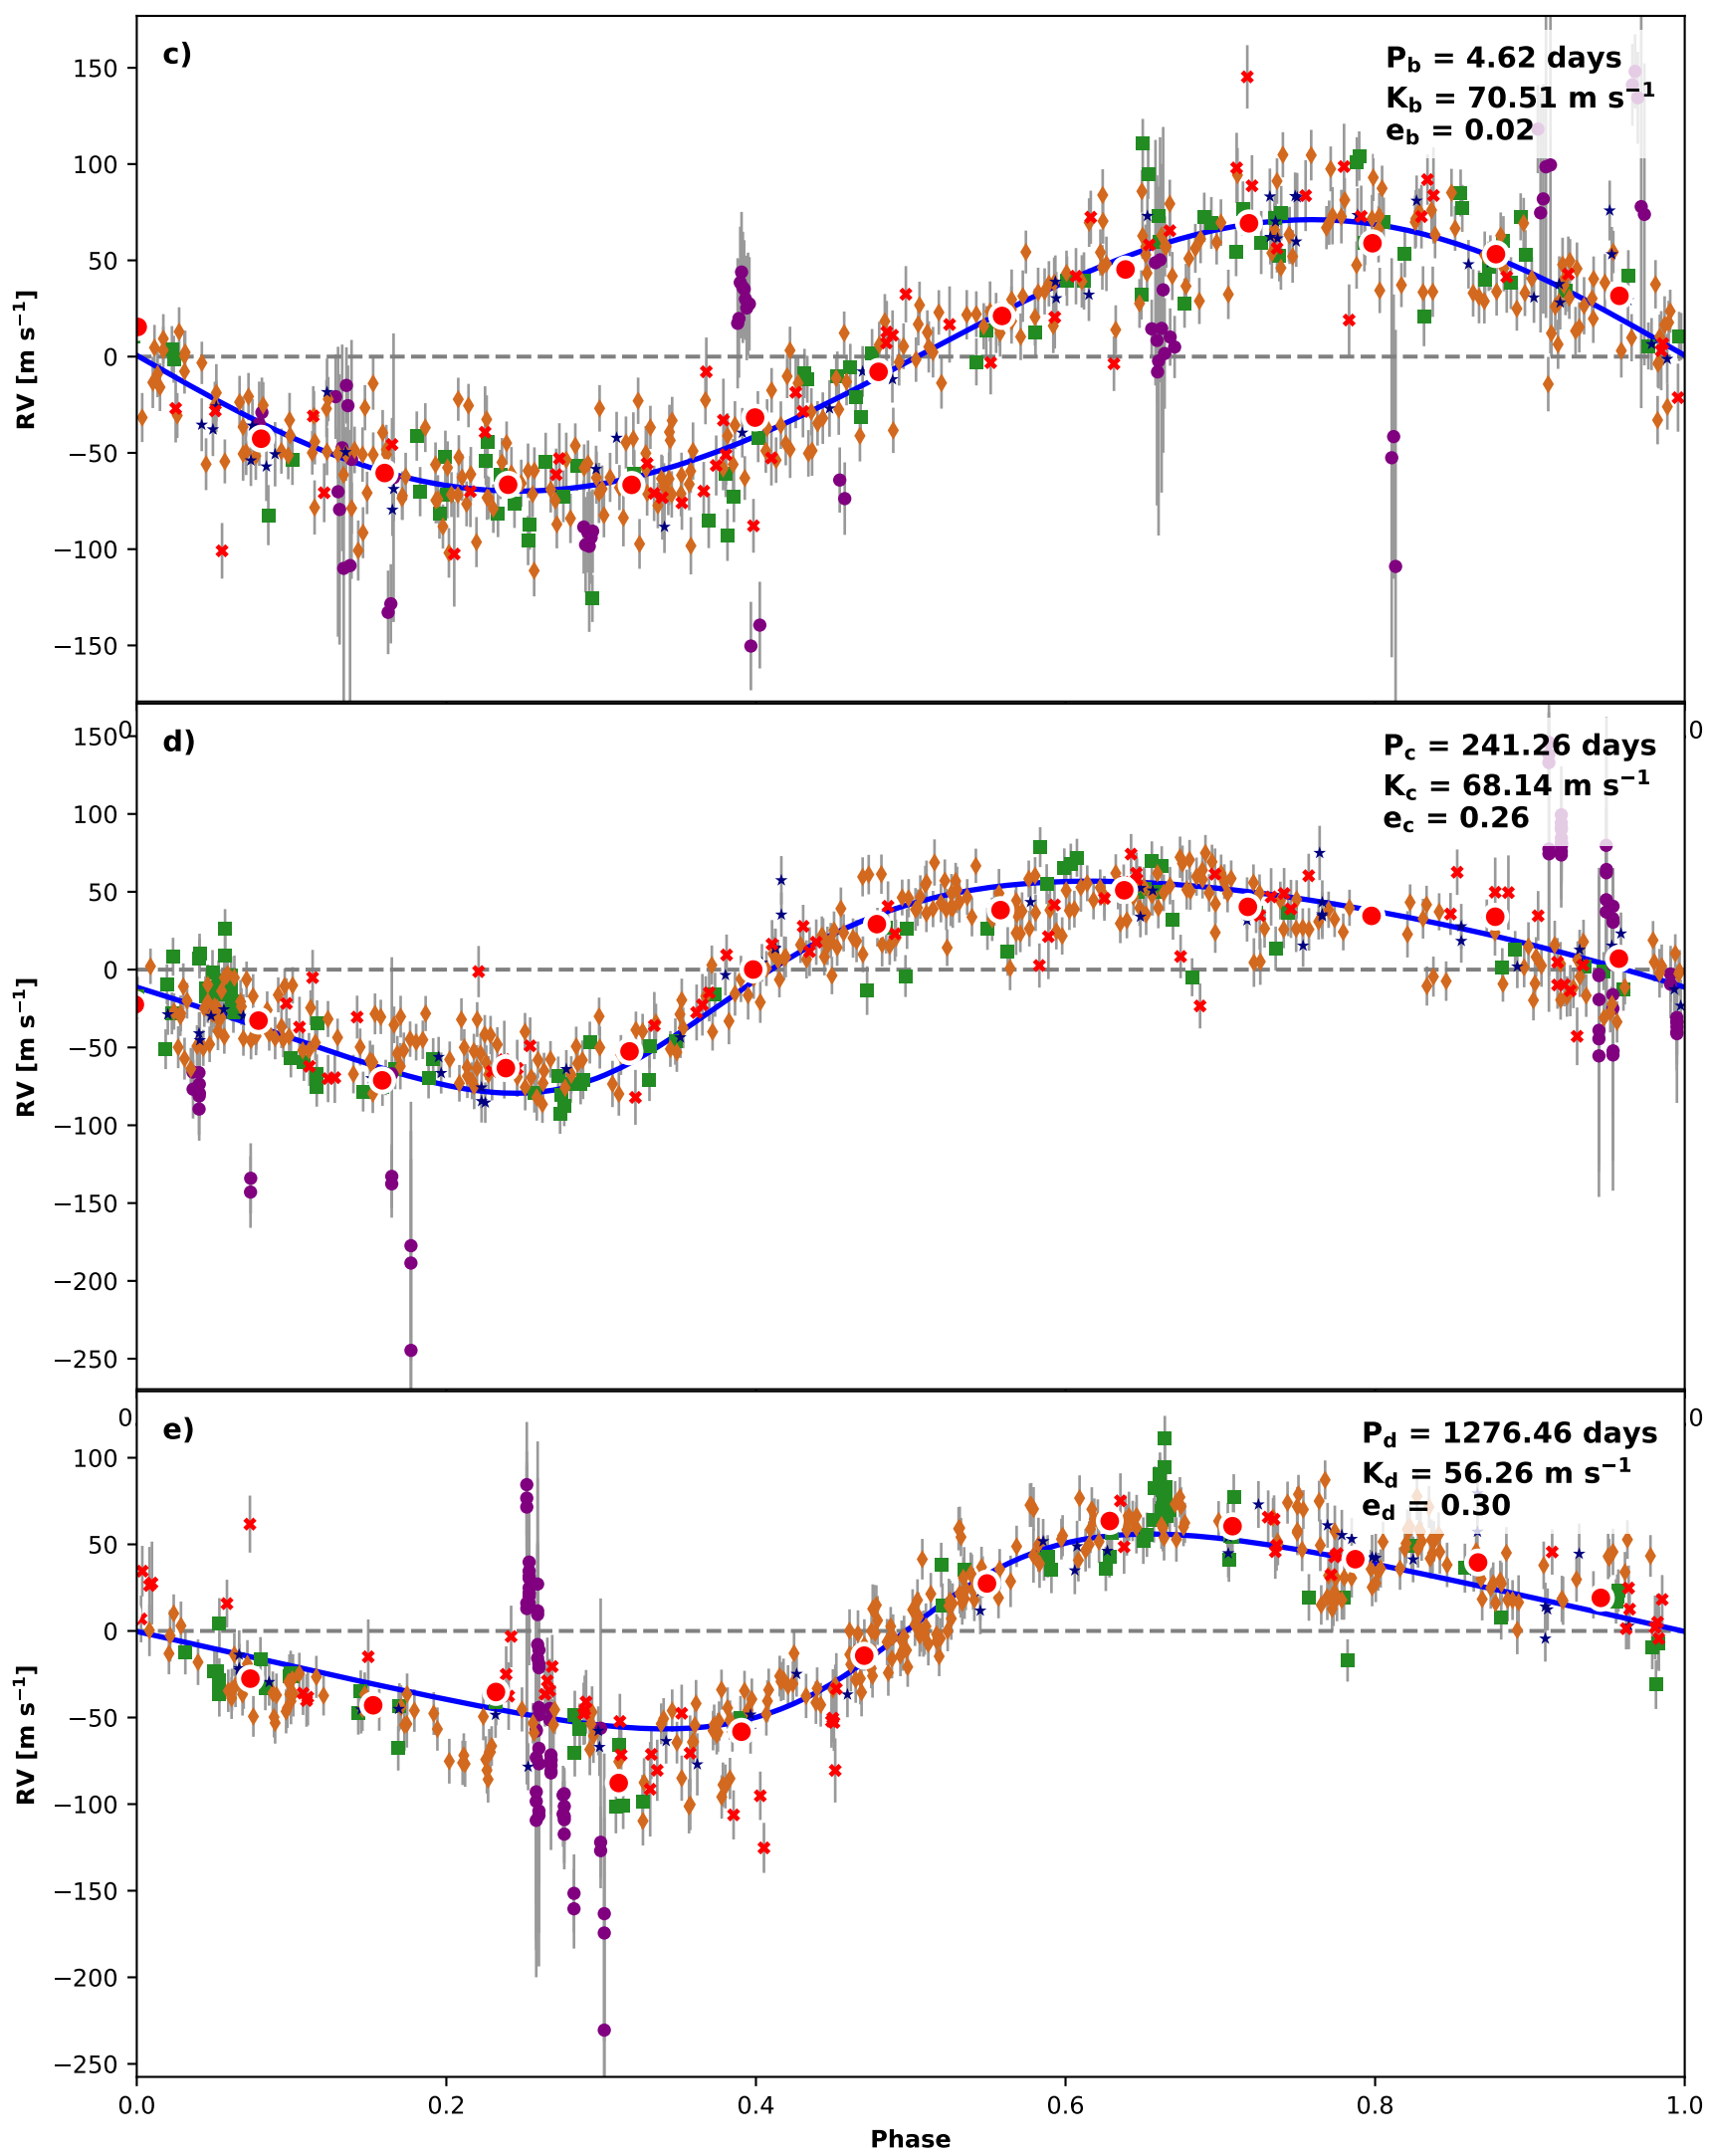 c)
P_b = 4.62 days
K_b = 70.51 m s⁻¹
e_b = 0.02
150
100
50
0
−50
−100
−150
RV [m s⁻¹]
0
.0
d)
P_c = 241.26 days
K_c = 68.14 m s⁻¹
e_c = 0.26
150
100
50
0
−50
−100
−150
−200
−250
RV [m s⁻¹]
0
.0
e)
P_d = 1276.46 days
K_d = 56.26 m s⁻¹
e_d = 0.30
100
50
0
−50
−100
−150
−200
−250
RV [m s⁻¹]
0.0 0.2 0.4 0.6 0.8 1.0
Phase